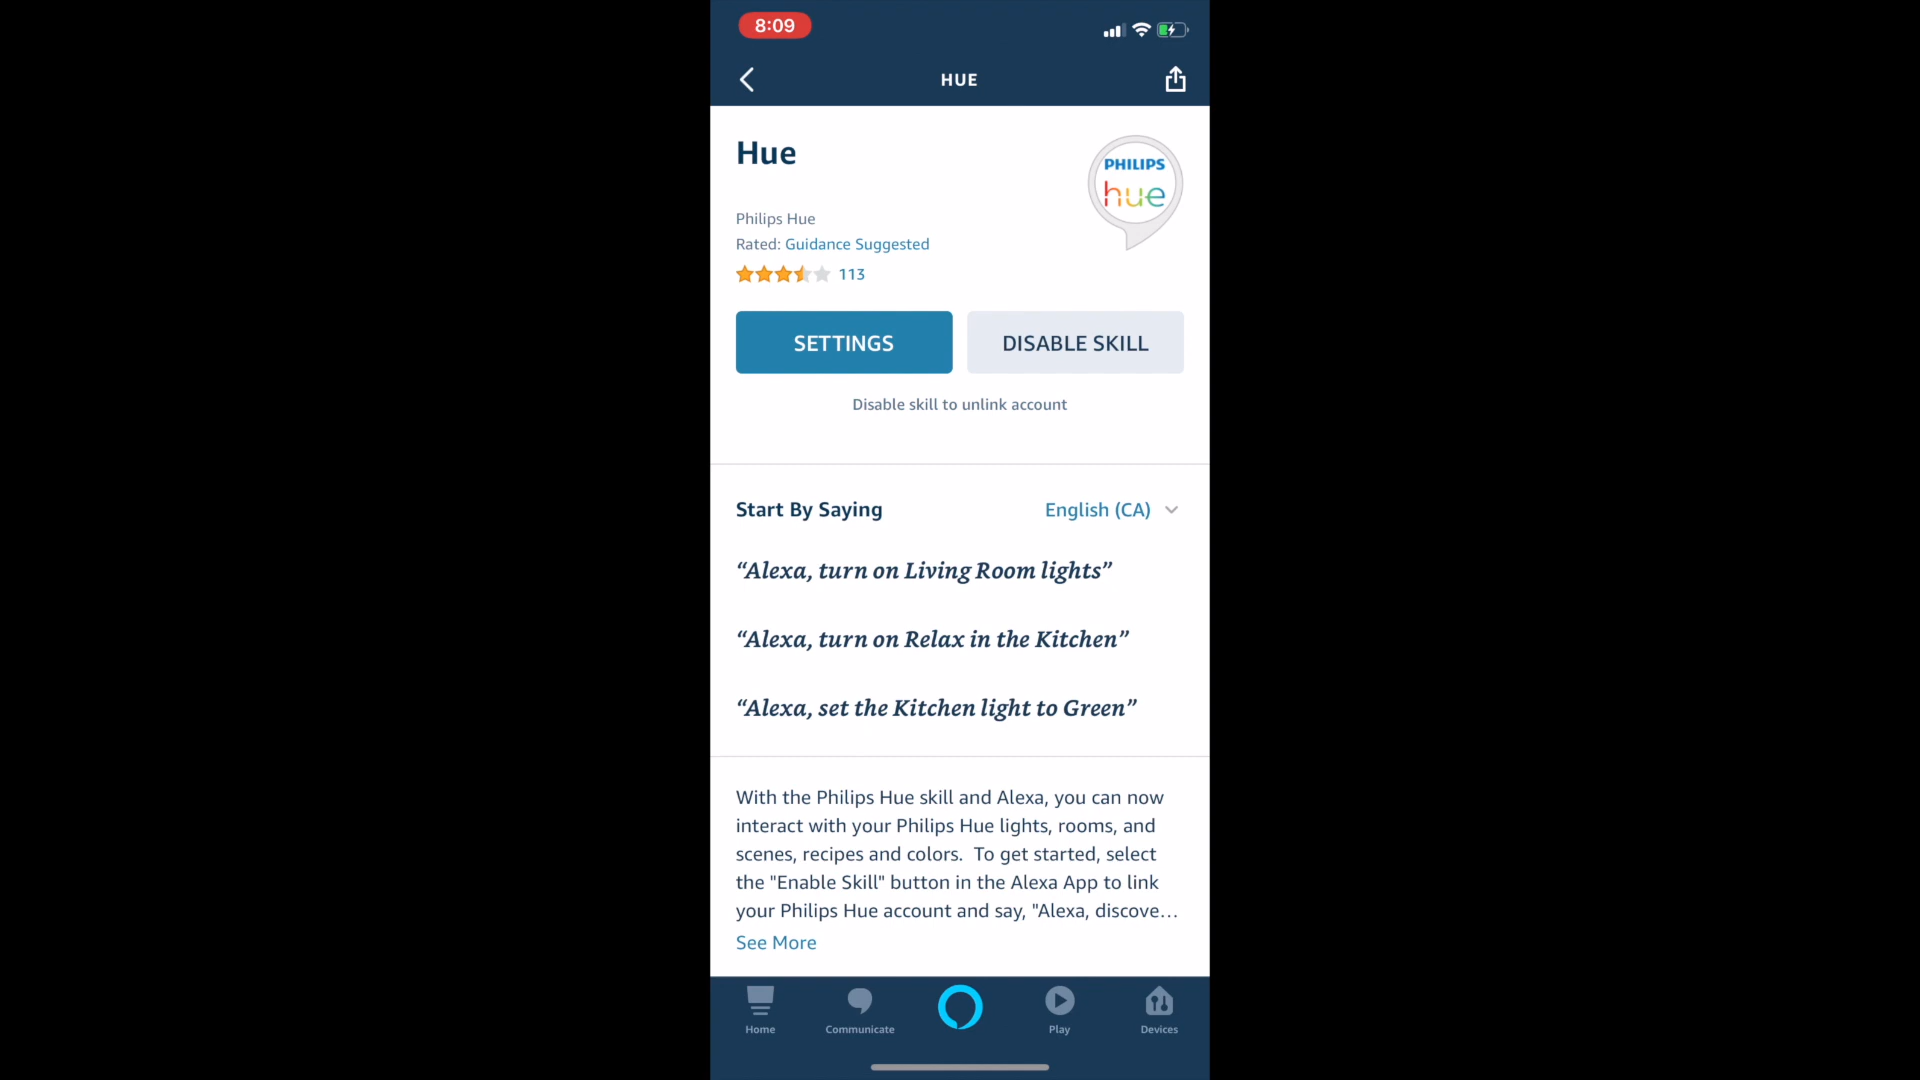 8:09
HUE
Hue
PHILIPS
hue
Philips Hue
Rated: Guidance Suggested
113
SETTINGS
DISABLE SKILL
Disable skill to unlink account
Start By Saying
English (CA)
“Alexa, turn on Living Room lights”
“Alexa, turn on Relax in the Kitchen”
“Alexa, set the Kitchen light to Green”
With the Philips Hue skill and Alexa, you can now
interact with your Philips Hue lights, rooms, and
scenes, recipes and colors.  To get started, select
the "Enable Skill" button in the Alexa App to link
your Philips Hue account and say, "Alexa, discove…
See More
Home
Communicate
Play
Devices